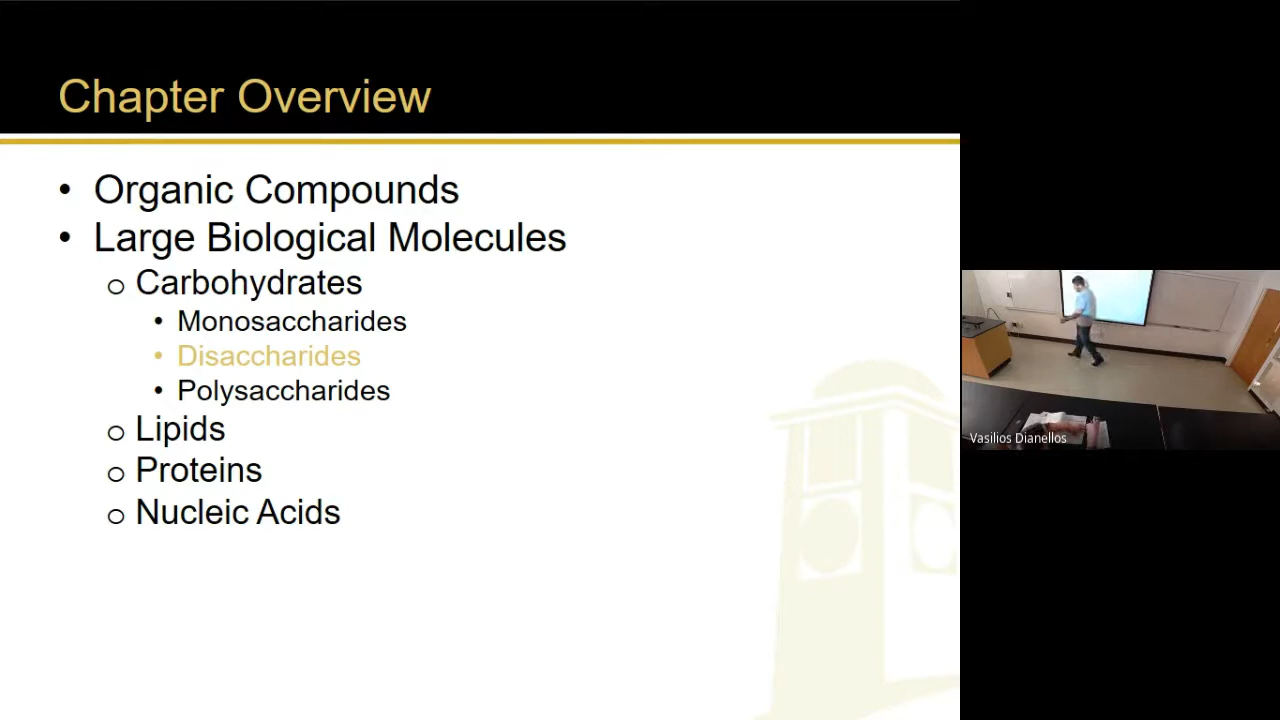 Chapter Overview
• Organic Compounds
• Large Biological Molecules
o Carbohydrates
• Monosaccharides
• Disaccharides
• Polysaccharides
o Lipids
o Proteins
o Nucleic Acids
Vasilios Dianellos